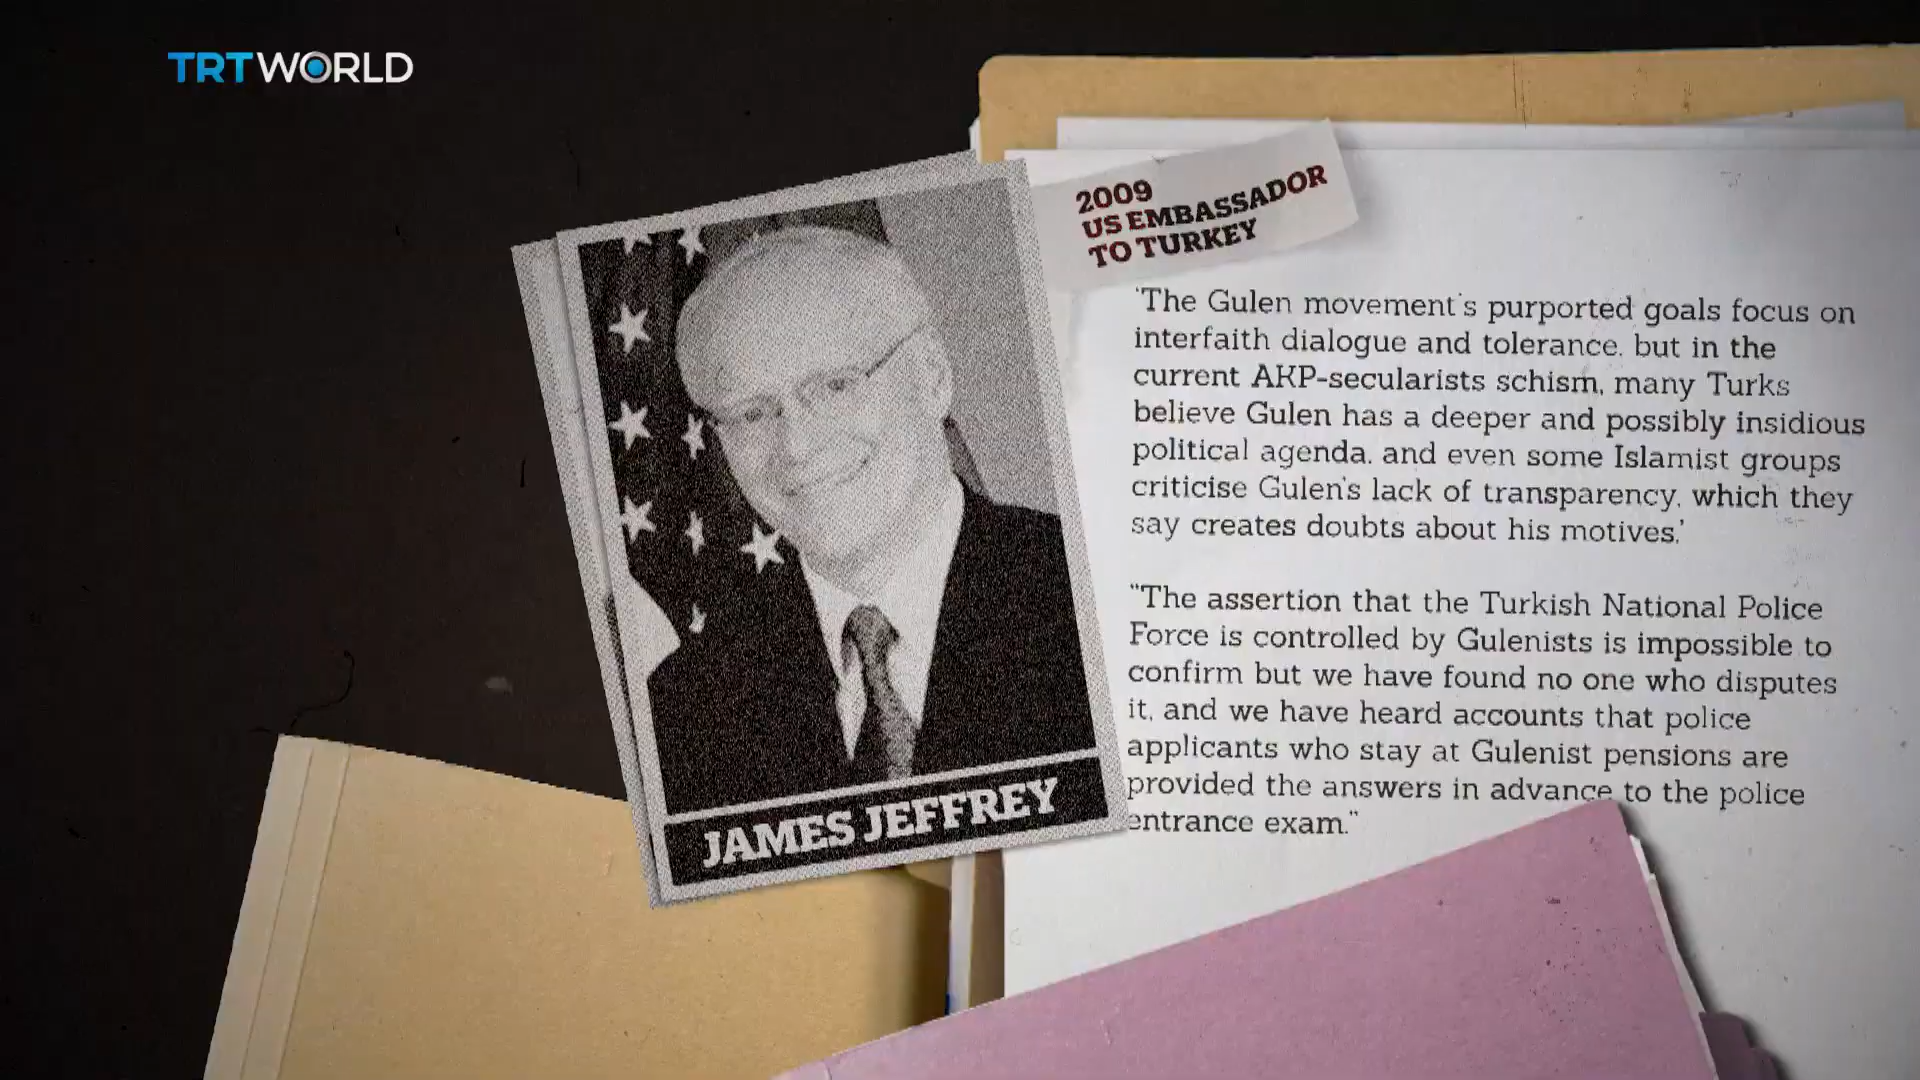 TRT WORLD
2009
US EMBASSADOR
TO TURKEY
'The Gulen movement's purported goals focus on
interfaith dialogue and tolerance, but in the
current AKP-secularists schism, many Turks
believe Gulen has a deeper and possibly insidious
political agenda, and even some Islamist groups
criticise Gulen's lack of transparency, which they
say creates doubts about his motives,'
"The assertion that the Turkish National Police
Force is controlled by Gulenists is impossible to
confirm but we have found no one who disputes
it, and we have heard accounts that police
applicants who stay at Gulenist pensions are
provided the answers in advance to the police
entrance exam."
JAMES JEFFREY